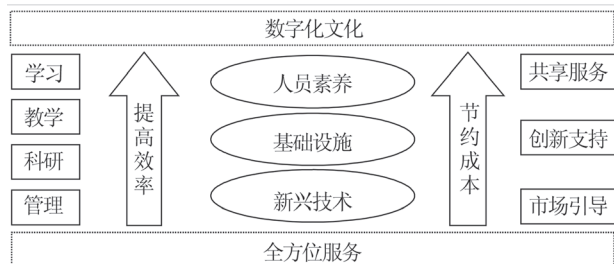 数字化文化
学习
教学
科研
管理
提高效率
人员素养
基础设施
新兴技术
节约成本
共享服务
创新支持
市场引导
全方位服务